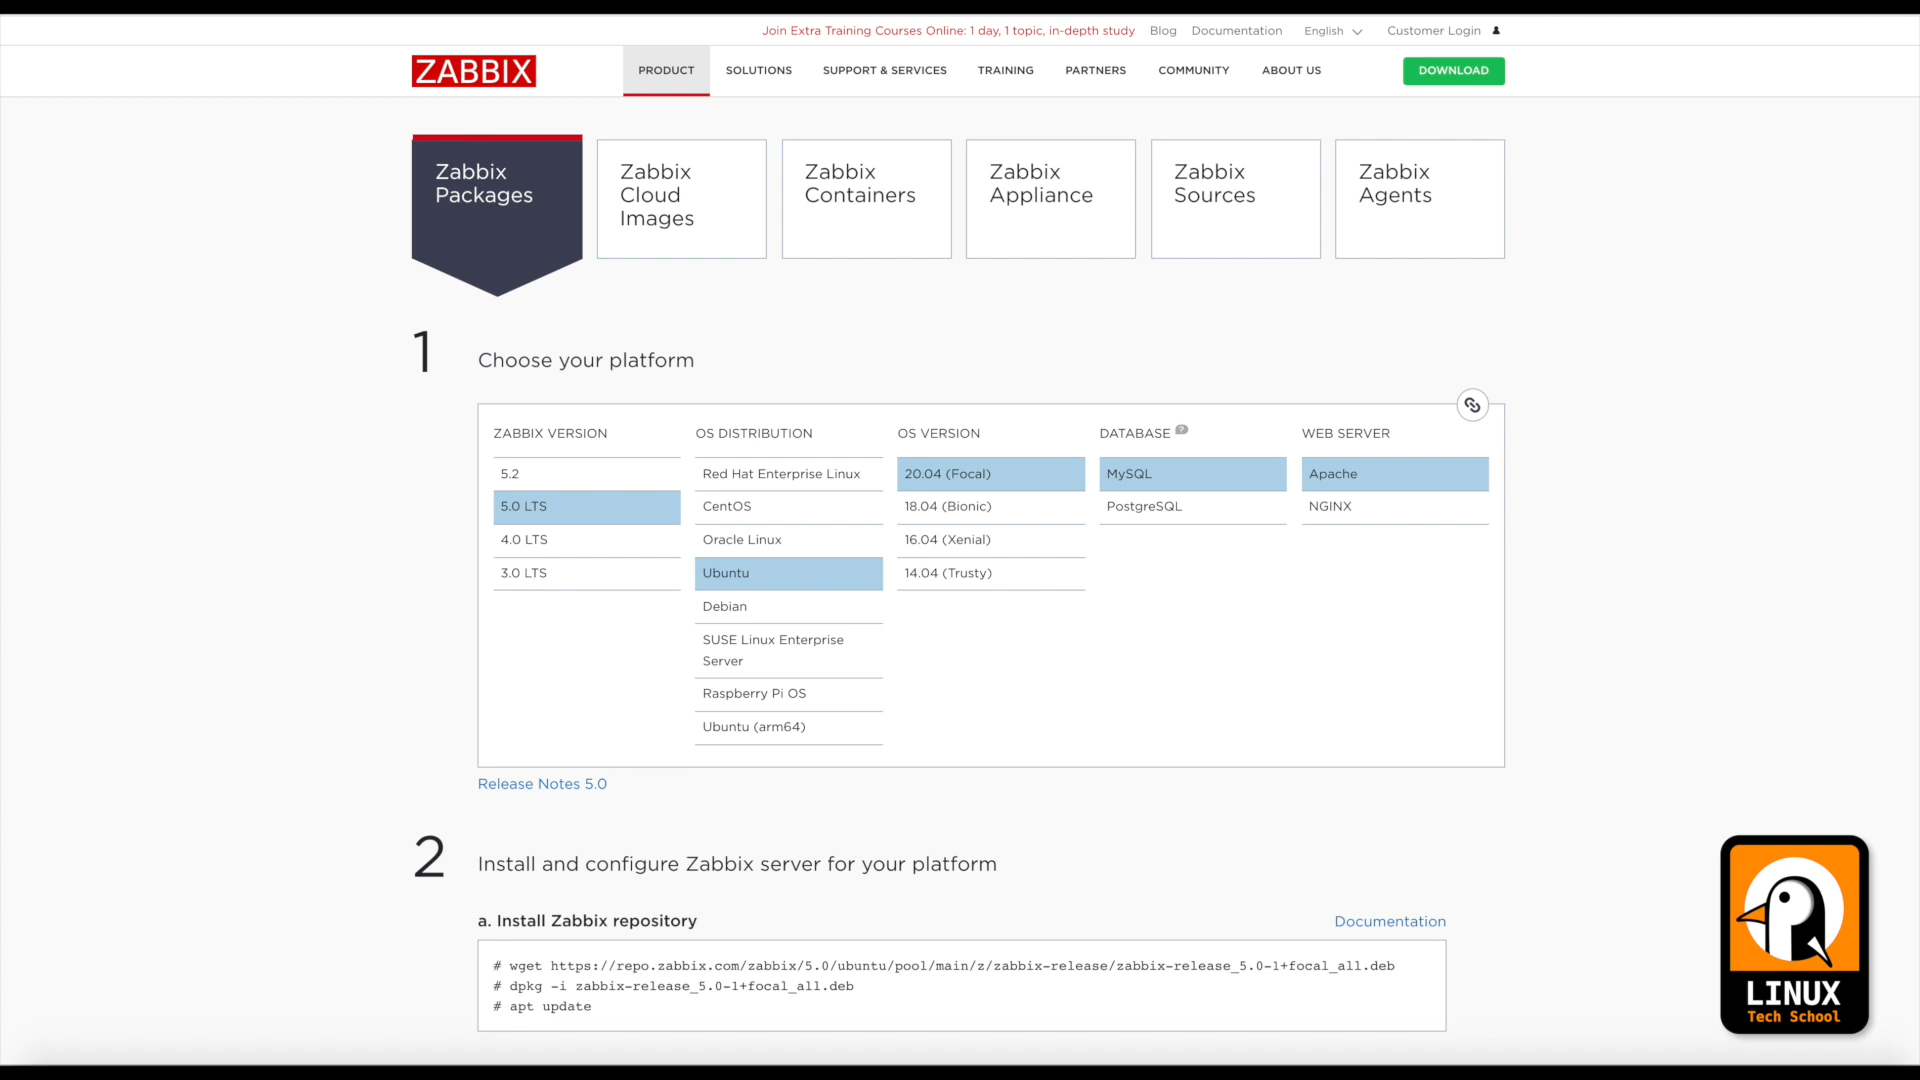 Join Extra Training Courses Online: 1 day, 1 topic, in-depth study Blog Documentation English Customer Login
ZABBIX PRODUCT SOLUTIONS SUPPORT & SERVICES TRAINING PARTNERS COMMUNITY ABOUT US DOWNLOAD
Zabbix Packages
Zabbix Cloud Images
Zabbix Containers
Zabbix Appliance
Zabbix Sources
Zabbix Agents
1 Choose your platform
ZABBIX VERSION
5.2
5.0 LTS
4.0 LTS
3.0 LTS
OS DISTRIBUTION
Red Hat Enterprise Linux
CentOS
Oracle Linux
Ubuntu
Debian
SUSE Linux Enterprise
Server
Raspberry Pi OS
Ubuntu (arm64)
OS VERSION
20.04 (Focal)
18.04 (Bionic)
16.04 (Xenial)
14.04 (Trusty)
DATABASE ?
MySQL
PostgreSQL
WEB SERVER
Apache
NGINX
Release Notes 5.0
2 Install and configure Zabbix server for your platform
a. Install Zabbix repository Documentation
# wget https://repo.zabbix.com/zabbix/5.0/ubuntu/pool/main/z/zabbix-release/zabbix-release_5.0-1+focal_all.deb
# dpkg -i zabbix-release_5.0-1+focal_all.deb
# apt update
LINUX
Tech School